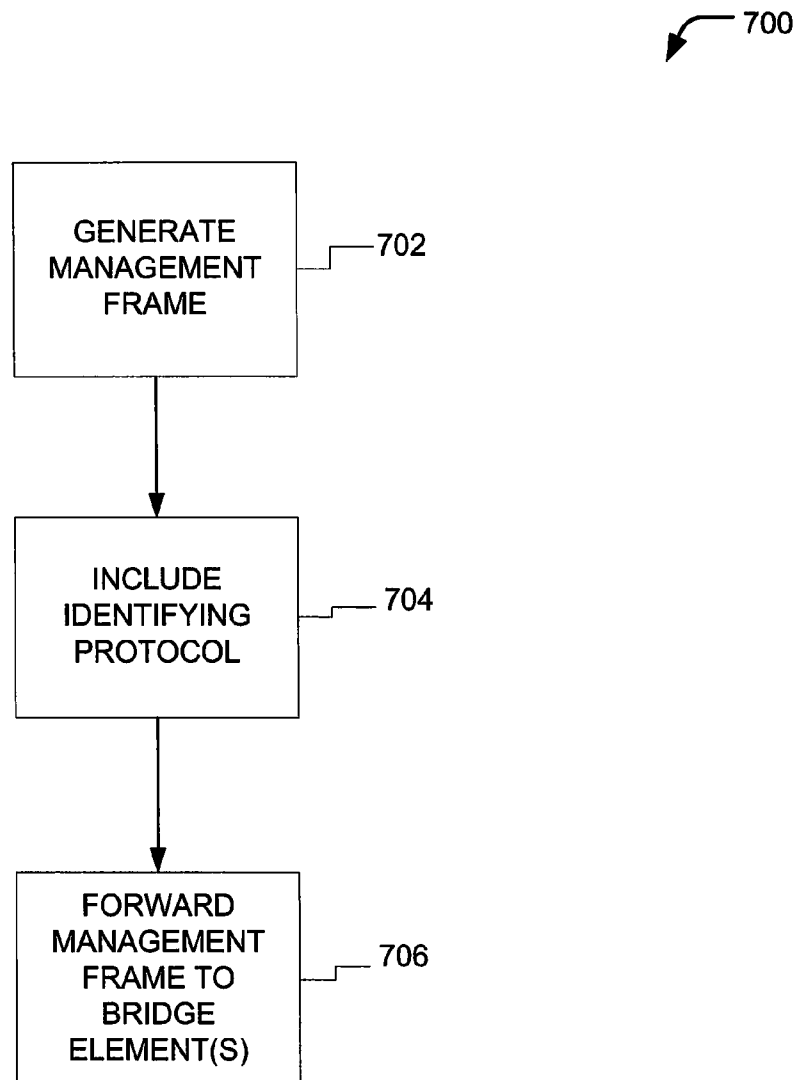 700
GENERATE
MANAGEMENT
FRAME
702
INCLUDE
IDENTIFYING
PROTOCOL
704
FORWARD
MANAGEMENT
FRAME TO
BRIDGE
ELEMENT(S)
706